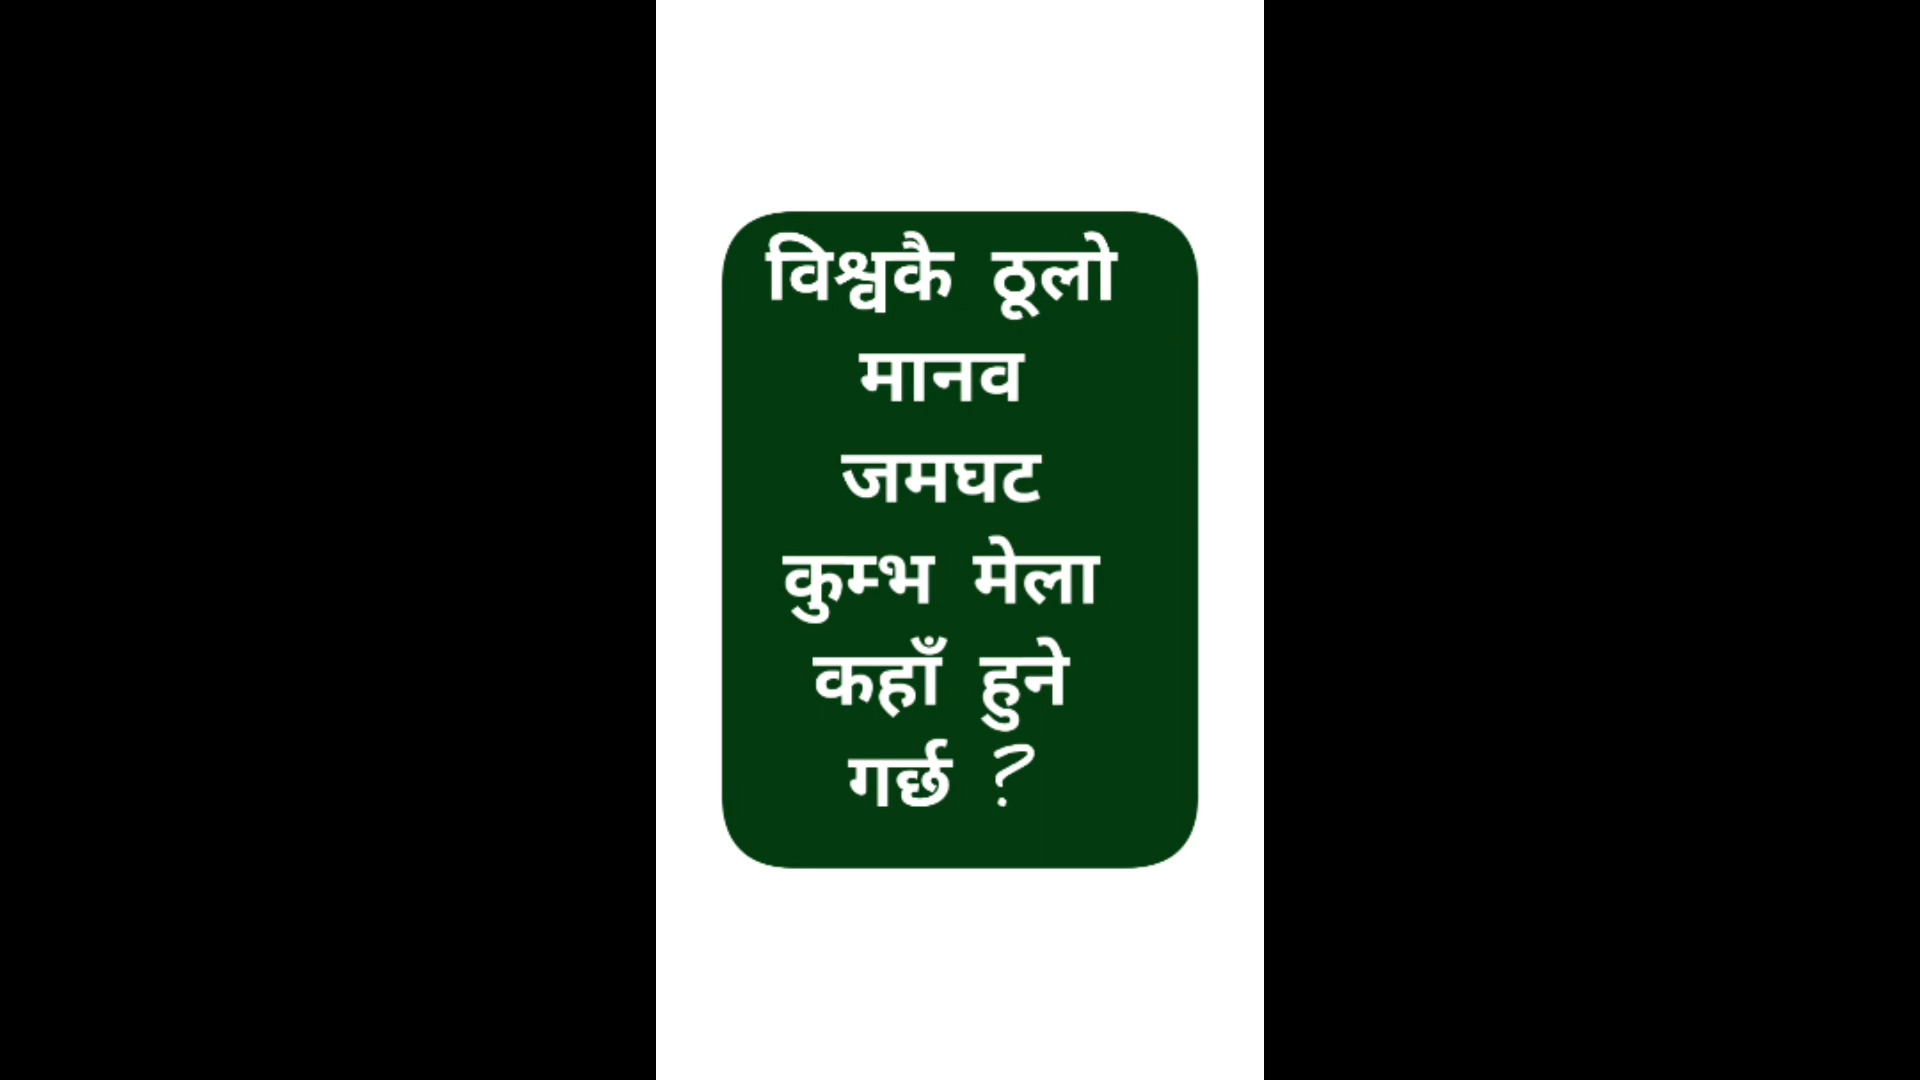 विश्वकै ठूलो
मानव
जमघट
कुम्भ मेला
कहाँ हुने
गर्छ ?